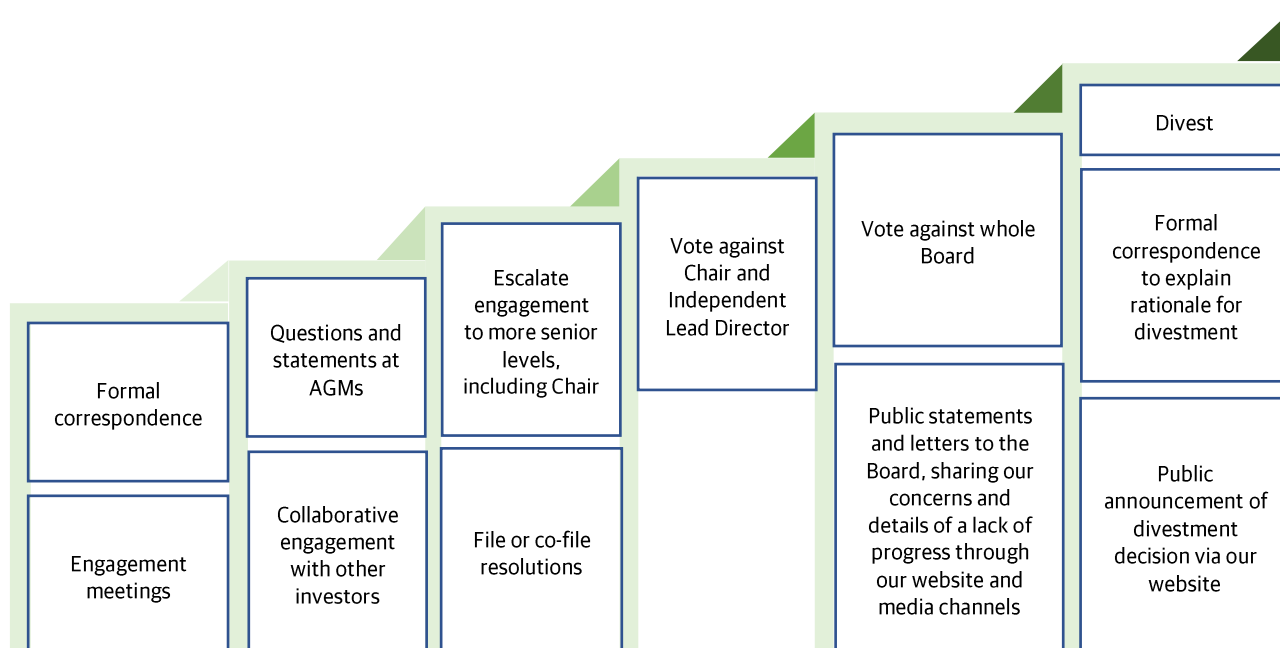 Formal
correspondence
Engagement
meetings
Questions and
statements at
AGMs
Collaborative
engagement
with other
investors
Escalate
engagement
to more senior
levels,
including Chair
File or co-file
resolutions
Vote against
Chair and
Independent
Lead Director
Vote against whole
Board
Public statements
and letters to the
Board, sharing our
concerns and
details of a lack of
progress through
our website and
media channels
Divest
Formal
correspondence
to explain
rationale for
divestment
Public
announcement of
divestment
decision via our
website